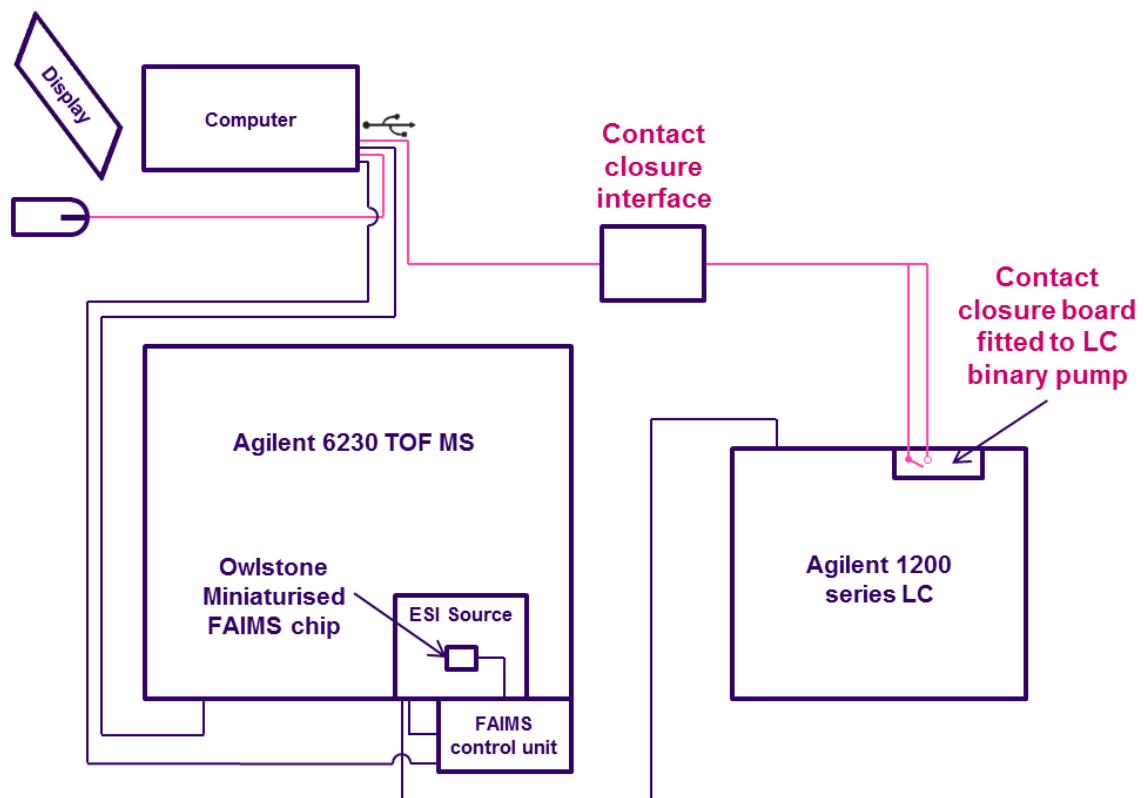 Display
Computer
Contact
closure
interface
Contact
closure board
fitted to LC
binary pump
Agilent 6230 TOF MS
Agilent 1200
series LC
Owlstone
Miniaturised
FAIMS chip
ESI Source
FAIMS
control unit